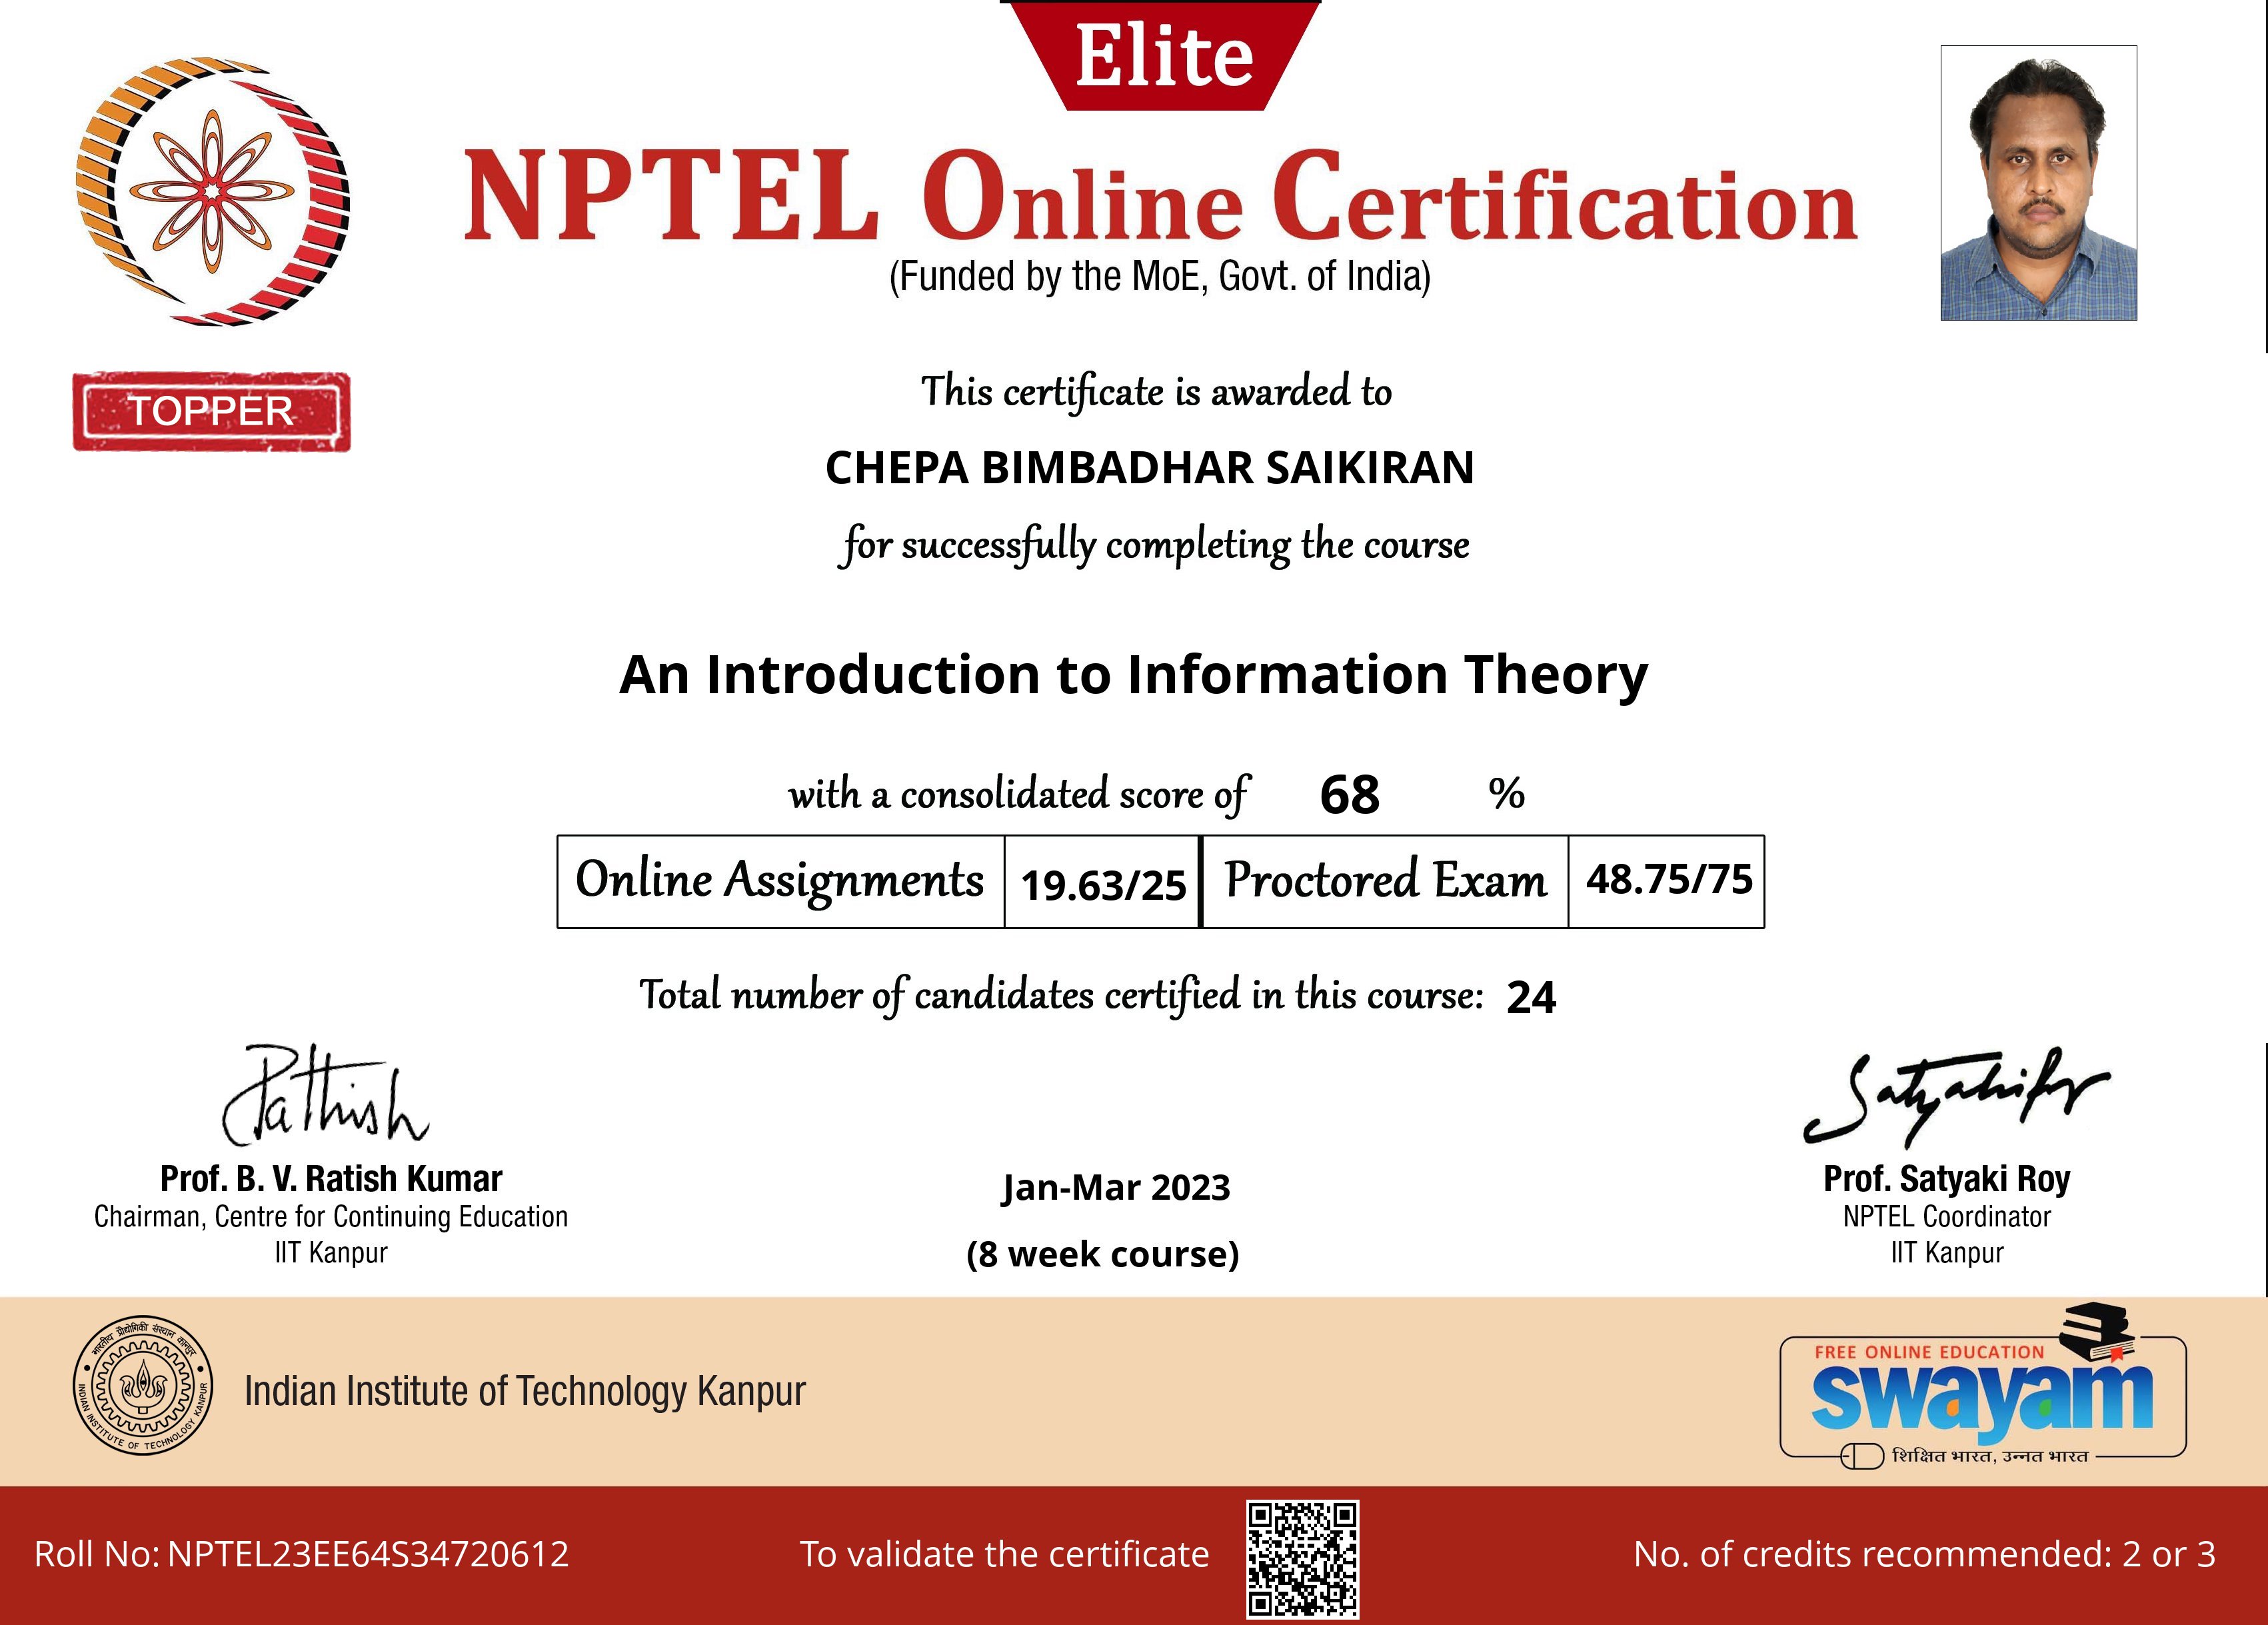 Elite
NPTEL Online Certification
(Funded by the MoE, Govt. of India)
TOPPER
This certificate is awarded to
CHEPA BIMBADHAR SAIKIRAN
for successfully completing the course
An Introduction to Information Theory
with a consolidated score of 68 %
Online Assignments 19.63/25 Proctored Exam 48.75/75
Total number of candidates certified in this course: 24
Prof. B. V. Ratish Kumar
Chairman, Centre for Continuing Education
IIT Kanpur
Jan-Mar 2023
(8 week course)
Prof. Satyaki Roy
NPTEL Coordinator
IIT Kanpur
भारतीय प्रौद्योगिकी संस्थान कानपुर
INDIAN INSTITUTE OF TECHNOLOGY KANPUR
Indian Institute of Technology Kanpur
FREE ONLINE EDUCATION
swayam
शिक्षित भारत, उन्नत भारत
Roll No: NPTEL23EE64S34720612
To validate the certificate
No. of credits recommended: 2 or 3